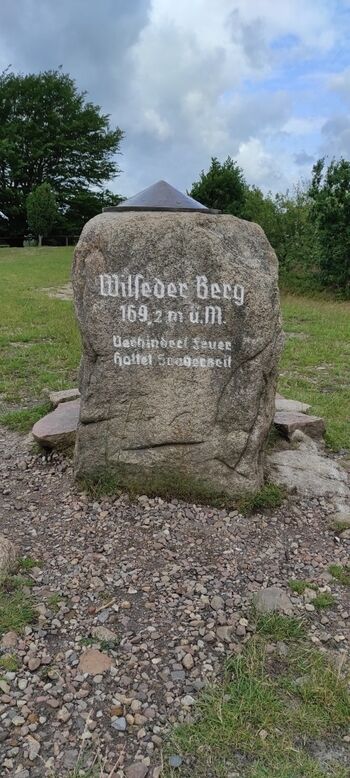 Wilseder Berg
169,2 m ü.M.
Verhindert Feuer
haltet Sauberkeit